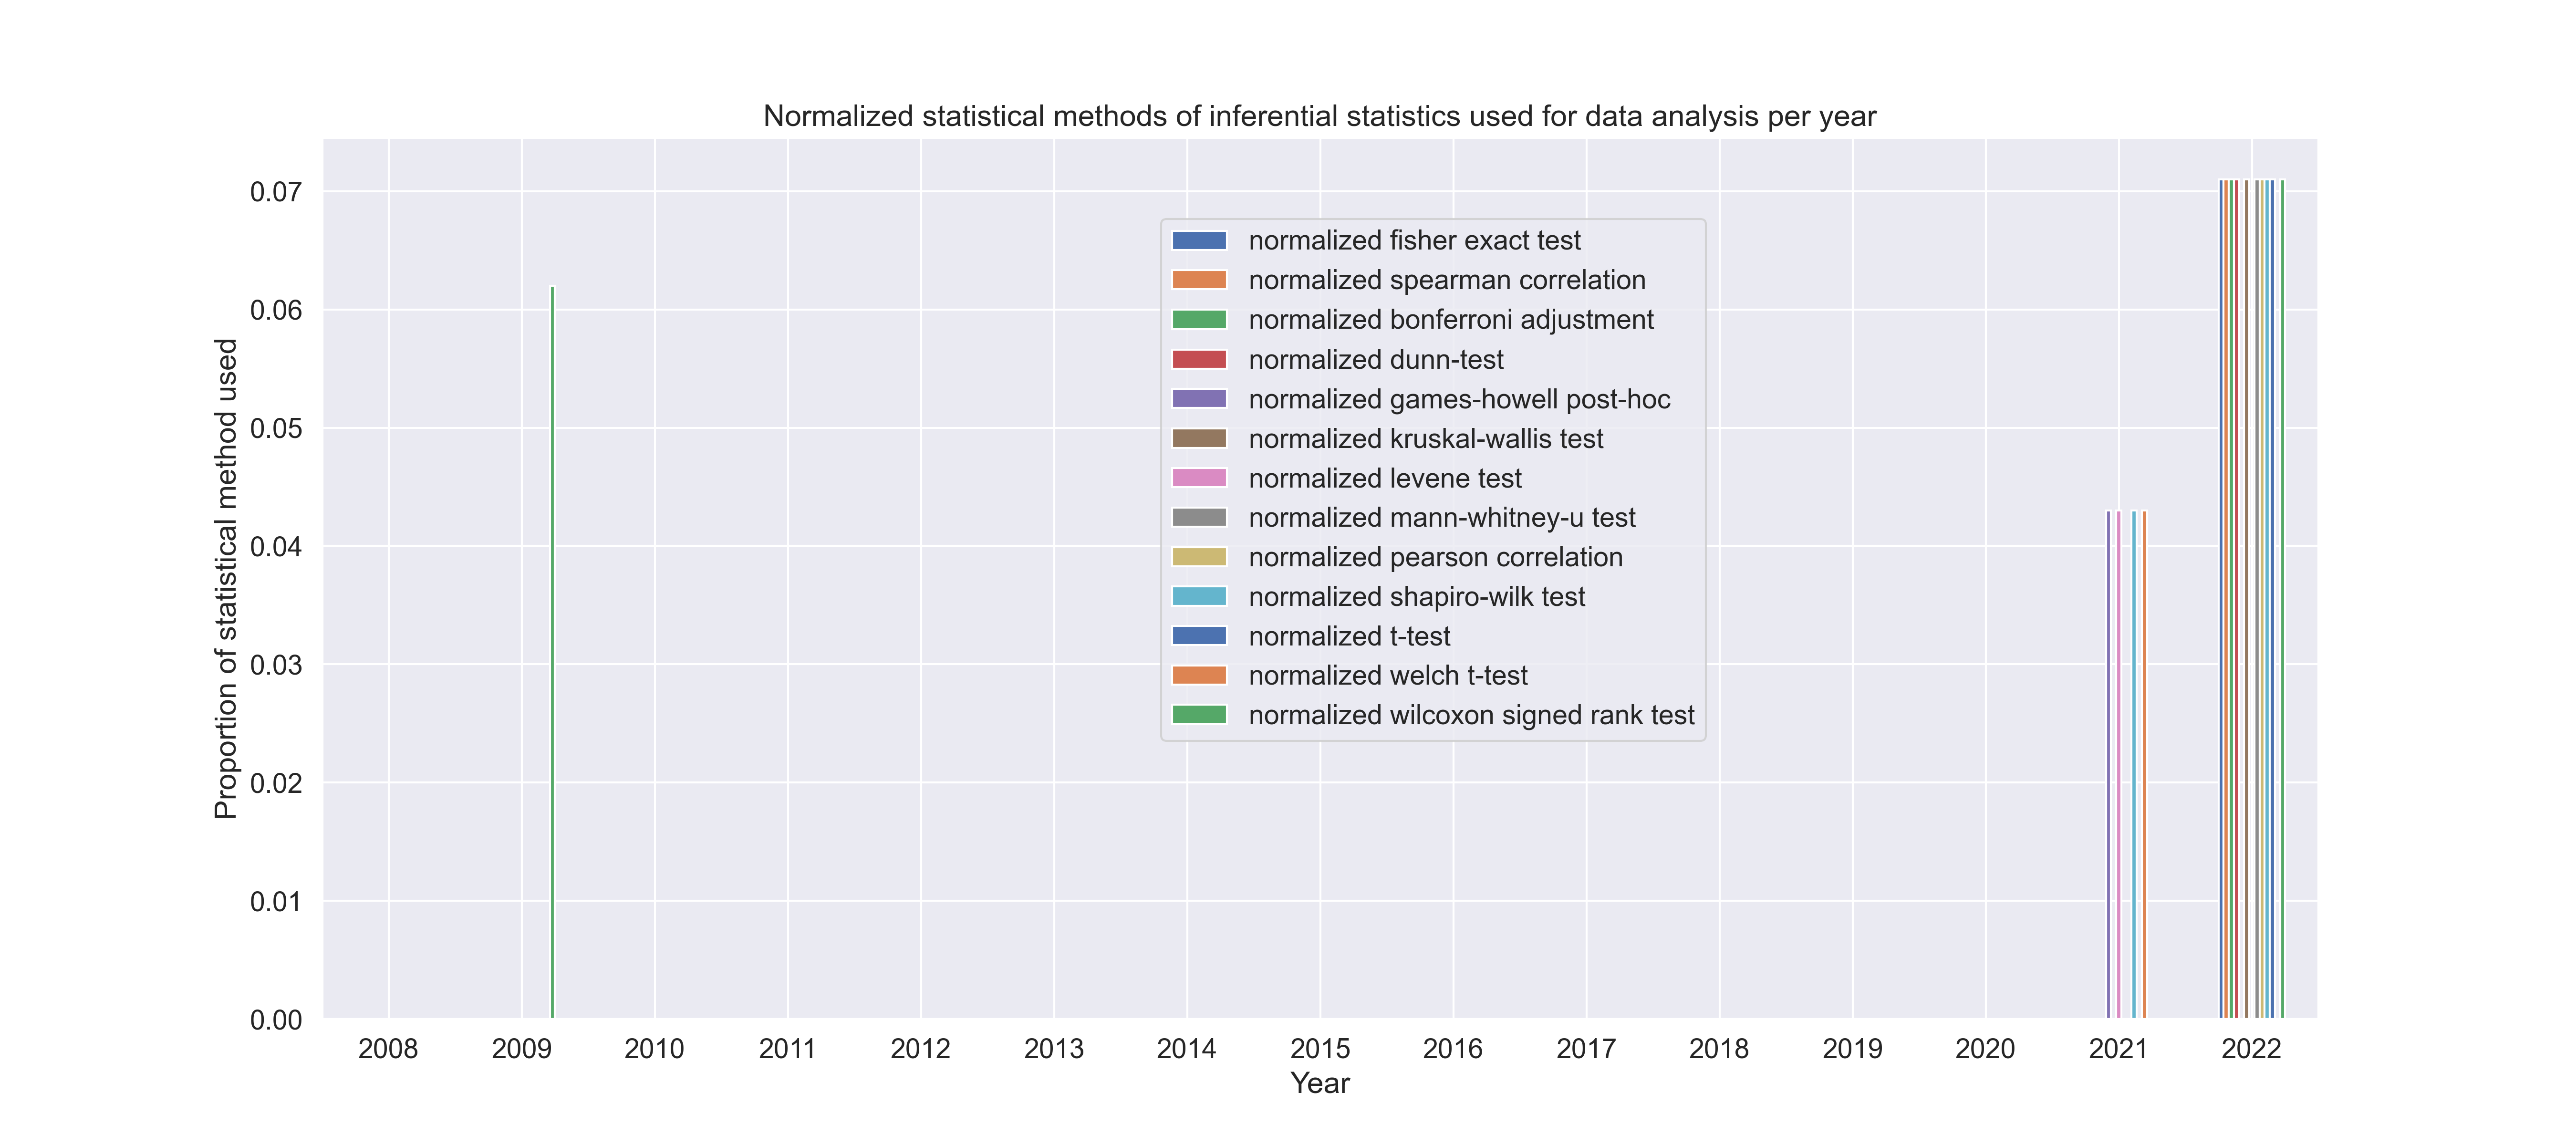 Normalized statistical methods of inferential statistics used for data analysis per year
Proportion of statistical method used
0.07
0.06
0.05
0.04
0.03
0.02
0.01
0.00
normalized fisher exact test
normalized spearman correlation
normalized bonferroni adjustment
normalized dunn-test
normalized games-howell post-hoc
normalized kruskal-wallis test
normalized levene test
normalized mann-whitney-u test
normalized pearson correlation
normalized shapiro-wilk test
normalized t-test
normalized welch t-test
normalized wilcoxon signed rank test
2008 2009 2010 2011 2012 2013 2014 2015 2016 2017 2018 2019 2020 2021 2022
Year